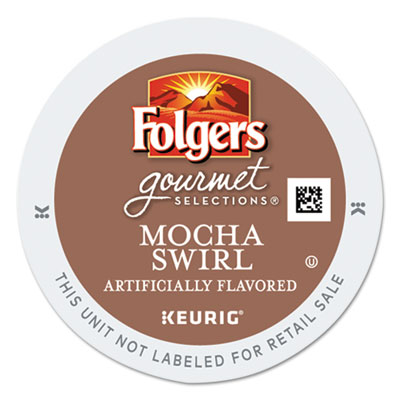 Folgers
gourmet
SELECTIONS®
MOCHA
SWIRL
ARTIFICIALLY FLAVORED
U
KEURIG®
THIS UNIT NOT LABELED FOR RETAIL SALE